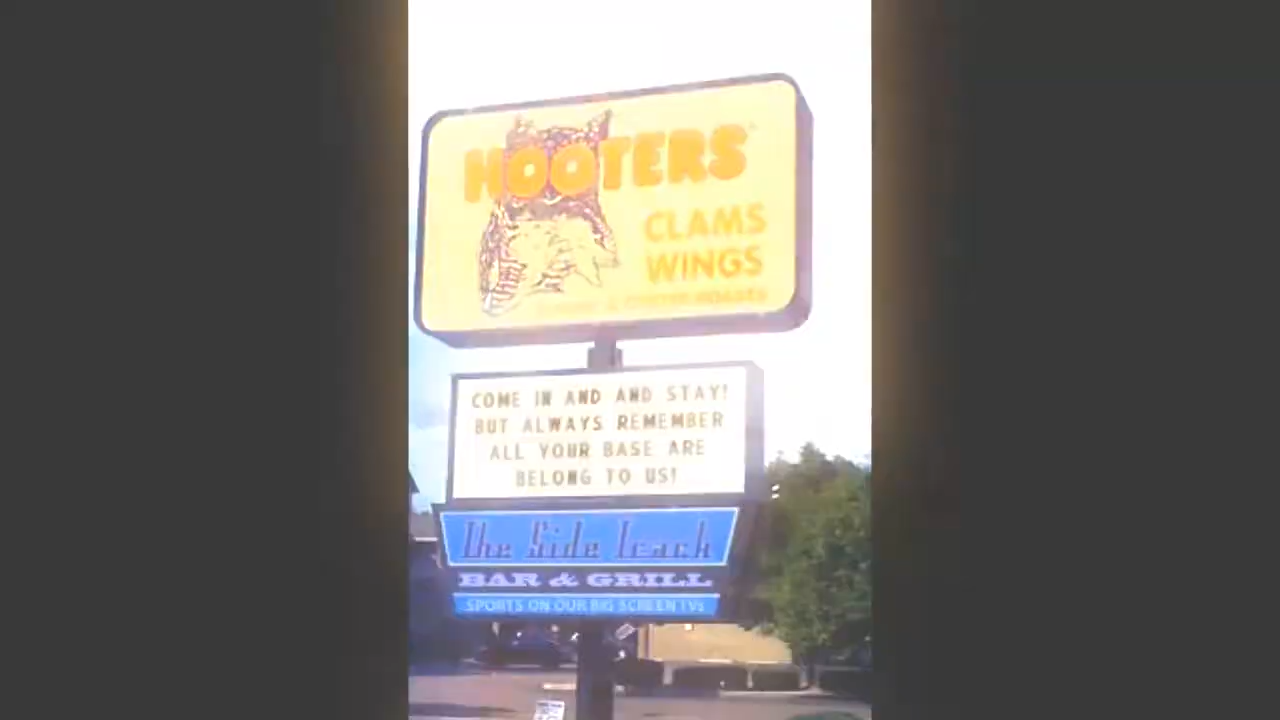 HOOTERS
CLAMS
WINGS
COME IN AND AND STAY!
BUT ALWAYS REMEMBER
ALL YOUR BASE ARE
BELONG TO US!
The Side Track
BAR & GRILL
SPORTS ON OUR BIG SCREEN TVs